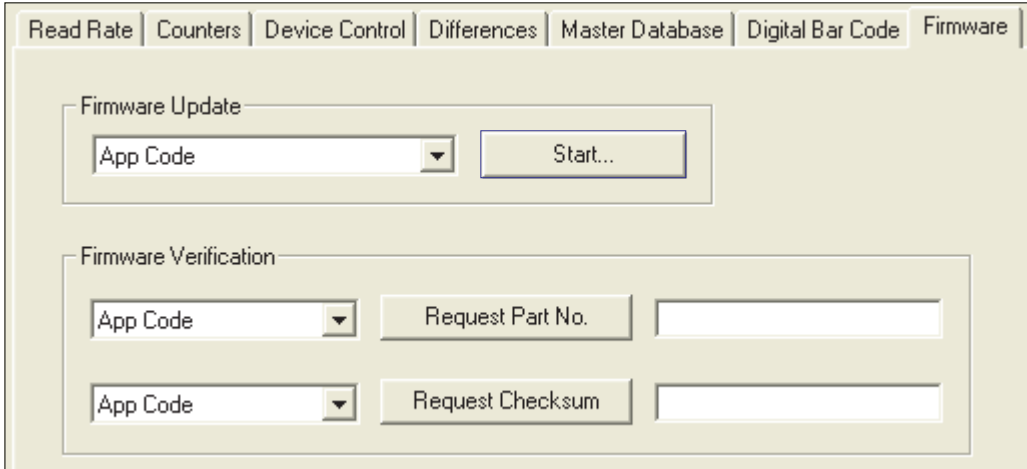 Read Rate Counters Device Control Differences Master Database Digital Bar Code Firmware
Firmware Update
App Code Start...
Firmware Verification
App Code Request Part No.
App Code Request Checksum